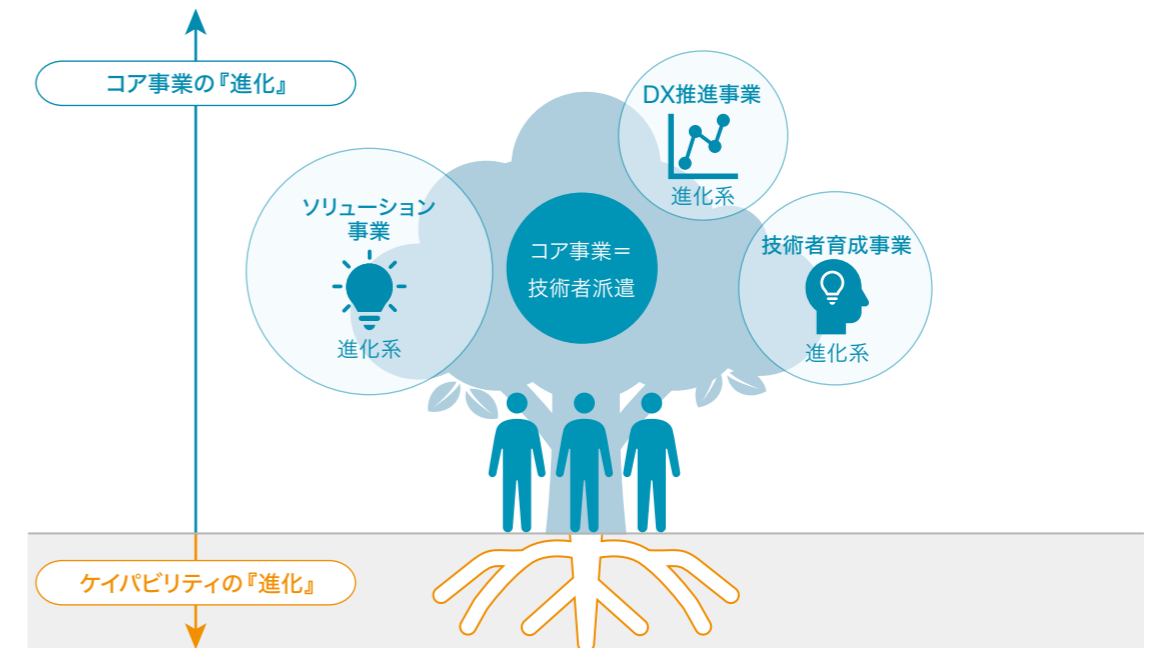 コア事業の『進化』
DX推進事業
進化系
ソリューション
事業
進化系
コア事業＝
技術者派遣
技術者育成事業
進化系
ケイパビリティの『進化』